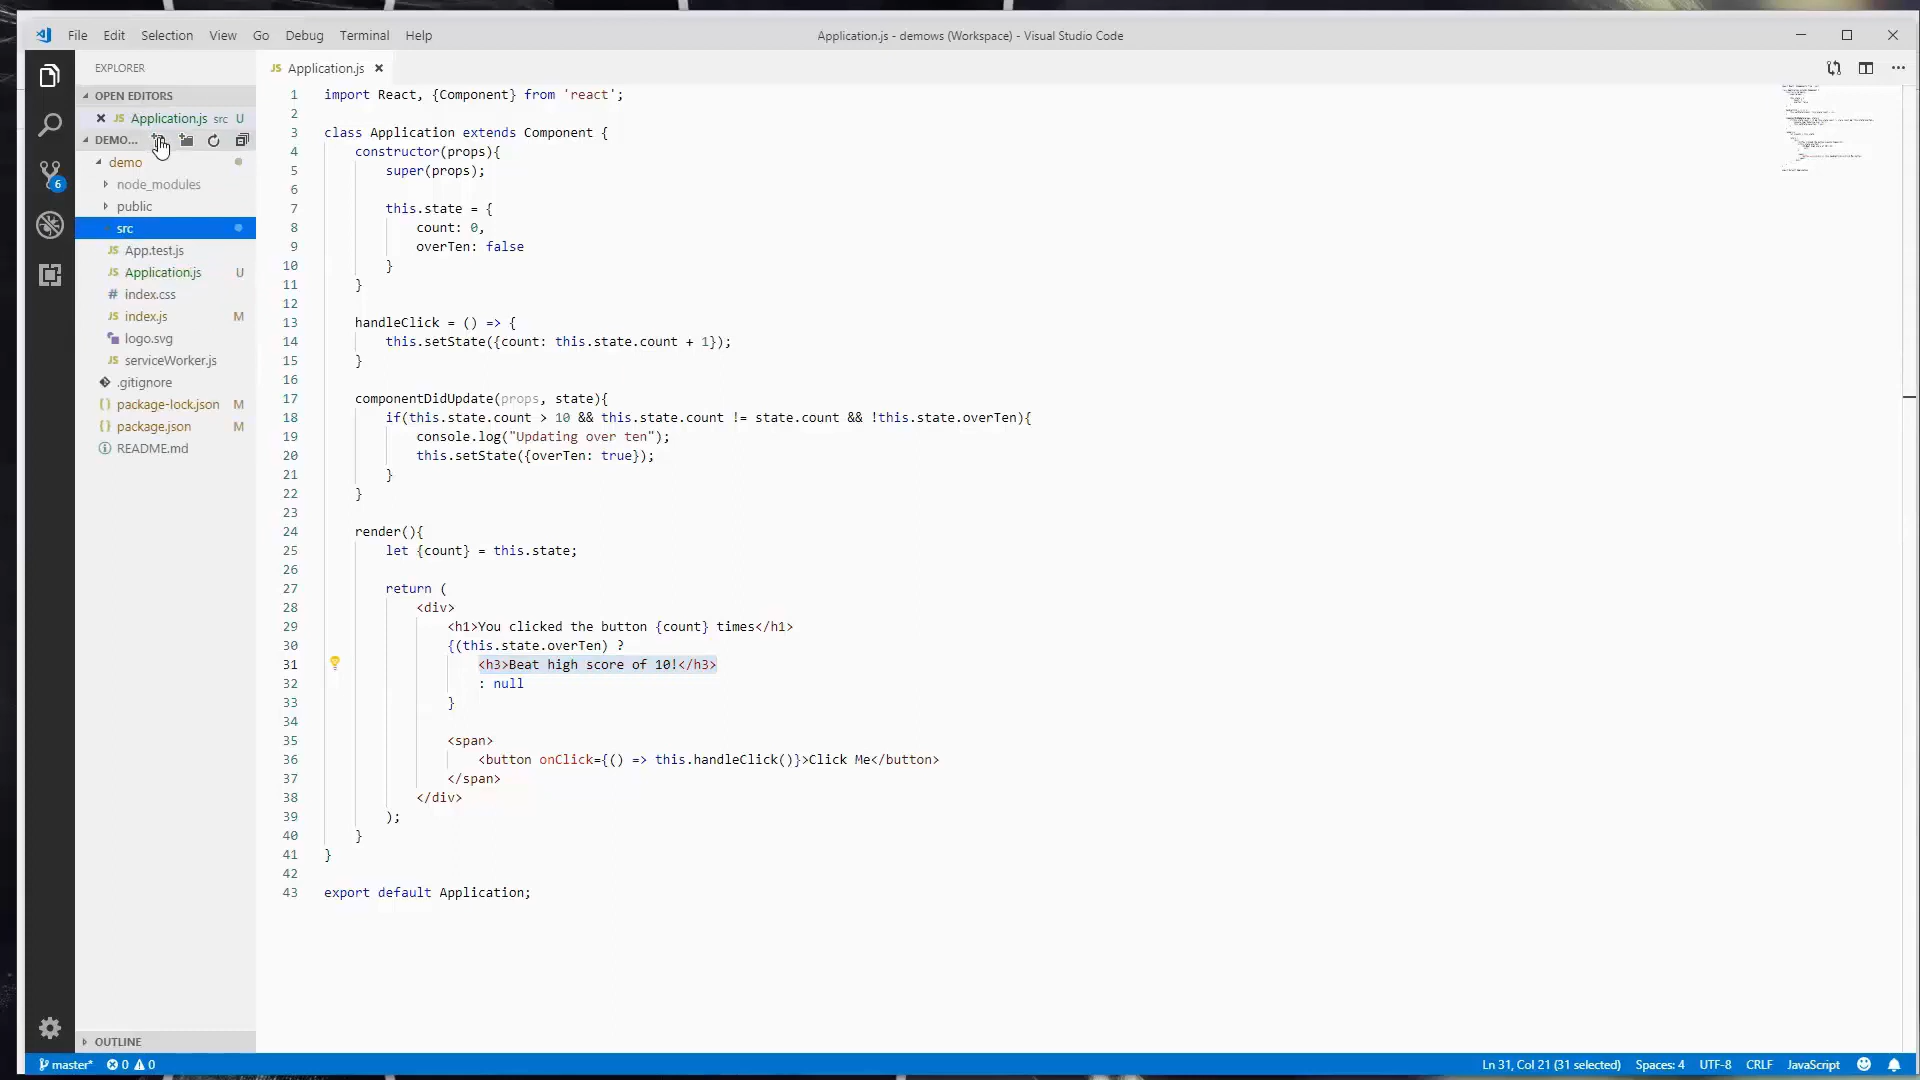 File Edit Selection View Go Debug Terminal Help
Application.js - demows (Workspace) - Visual Studio Code
EXPLORER
OPEN EDITORS
Application.js src U
DEMO...
demo
node_modules
public
src
JS App.test.js
JS Application.js U
# index.css
JS index.js M
logo.svg
JS serviceWorker.js
.gitignore
{} package-lock.json M
{} package.json M
README.md
OUTLINE
6
JS Application.js
1 import React, {Component} from 'react';
2
3 class Application extends Component {
4 constructor(props){
5 super(props);
6
7 this.state = {
8 count: 0,
9 overTen: false
10 }
11 }
12
13 handleClick = () => {
14 this.setState({count: this.state.count + 1});
15 }
16
17 componentDidUpdate(props, state){
18 if(this.state.count > 10 && this.state.count != state.count && !this.state.overTen){
19 console.log("Updating over ten");
20 this.setState({overTen: true});
21 }
22 }
23
24 render(){
25 let {count} = this.state;
26
27 return (
28 <div>
29 <h1>You clicked the button {count} times</h1>
30 {(this.state.overTen) ?
31 <h3>Beat high score of 10!</h3>
32 : null
33 }
34
35 <span>
36 <button onClick={() => this.handleClick()}>Click Me</button>
37 </span>
38 </div>
39 );
40 }
41 }
42
43 export default Application;
master* 0 0
Ln 31, Col 21 (31 selected) Spaces: 4 UTF-8 CRLF JavaScript